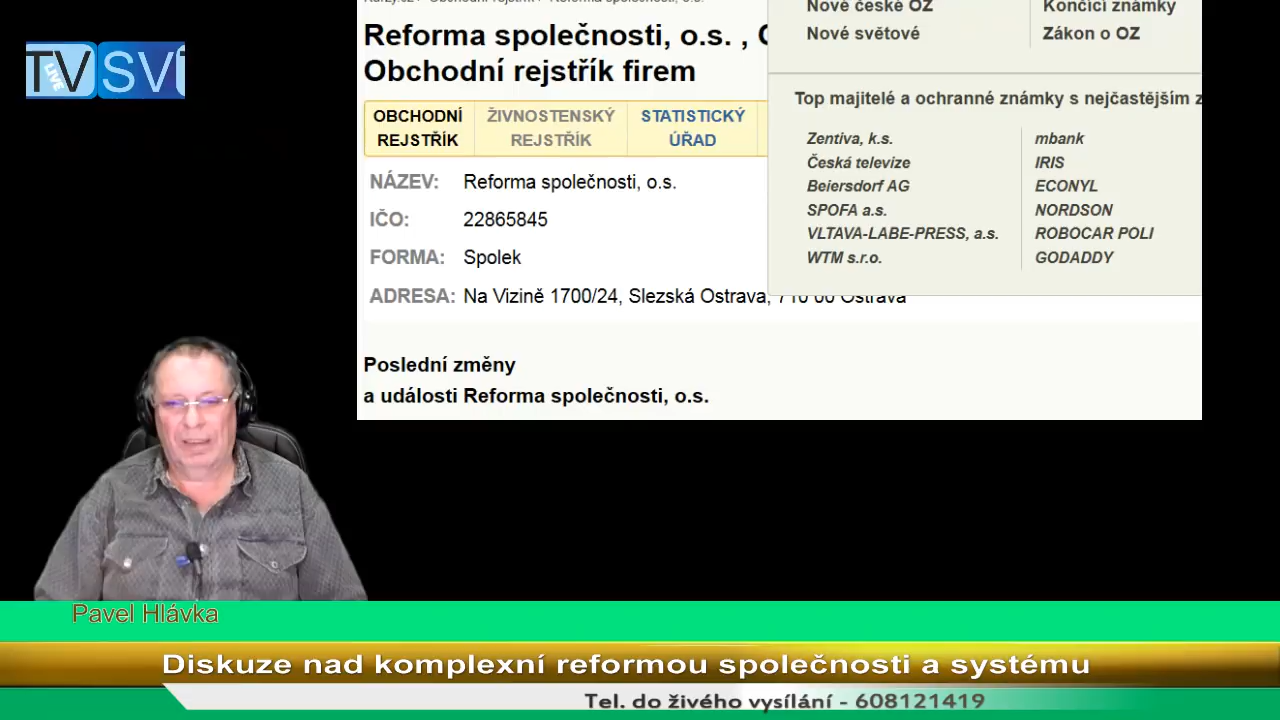 Reforma společnosti, o.s. ,
Obchodní rejstřík firem
OBCHODNÍ
REJSTŘÍK
ŽIVNOSTENSKÝ
REJSTŘÍK
STATISTICKÝ
ÚŘAD
NÁZEV: Reforma společnosti, o.s.
IČO: 22865845
FORMA: Spolek
ADRESA: Na Vizině 1700/24, Slezská Ostrava, 710 00 Ostrava
Poslední změny
a události Reforma společnosti, o.s.
Nové české OZ
Nové světové
Končící známky
Zákon o OZ
Top majitelé a ochranné známky s nejčastějším z
Zentiva, k.s.
Česká televize
Beiersdorf AG
SPOFA a.s.
VLTAVA-LABE-PRESS, a.s.
WTM s.r.o.
mbank
IRIS
ECONYL
NORDSON
ROBOCAR POLI
GODADDY
TV LIVE SVI
Pavel Hlávka
Diskuze nad komplexní reformou společnosti a systému
Tel. do živého vysílání - 608121419